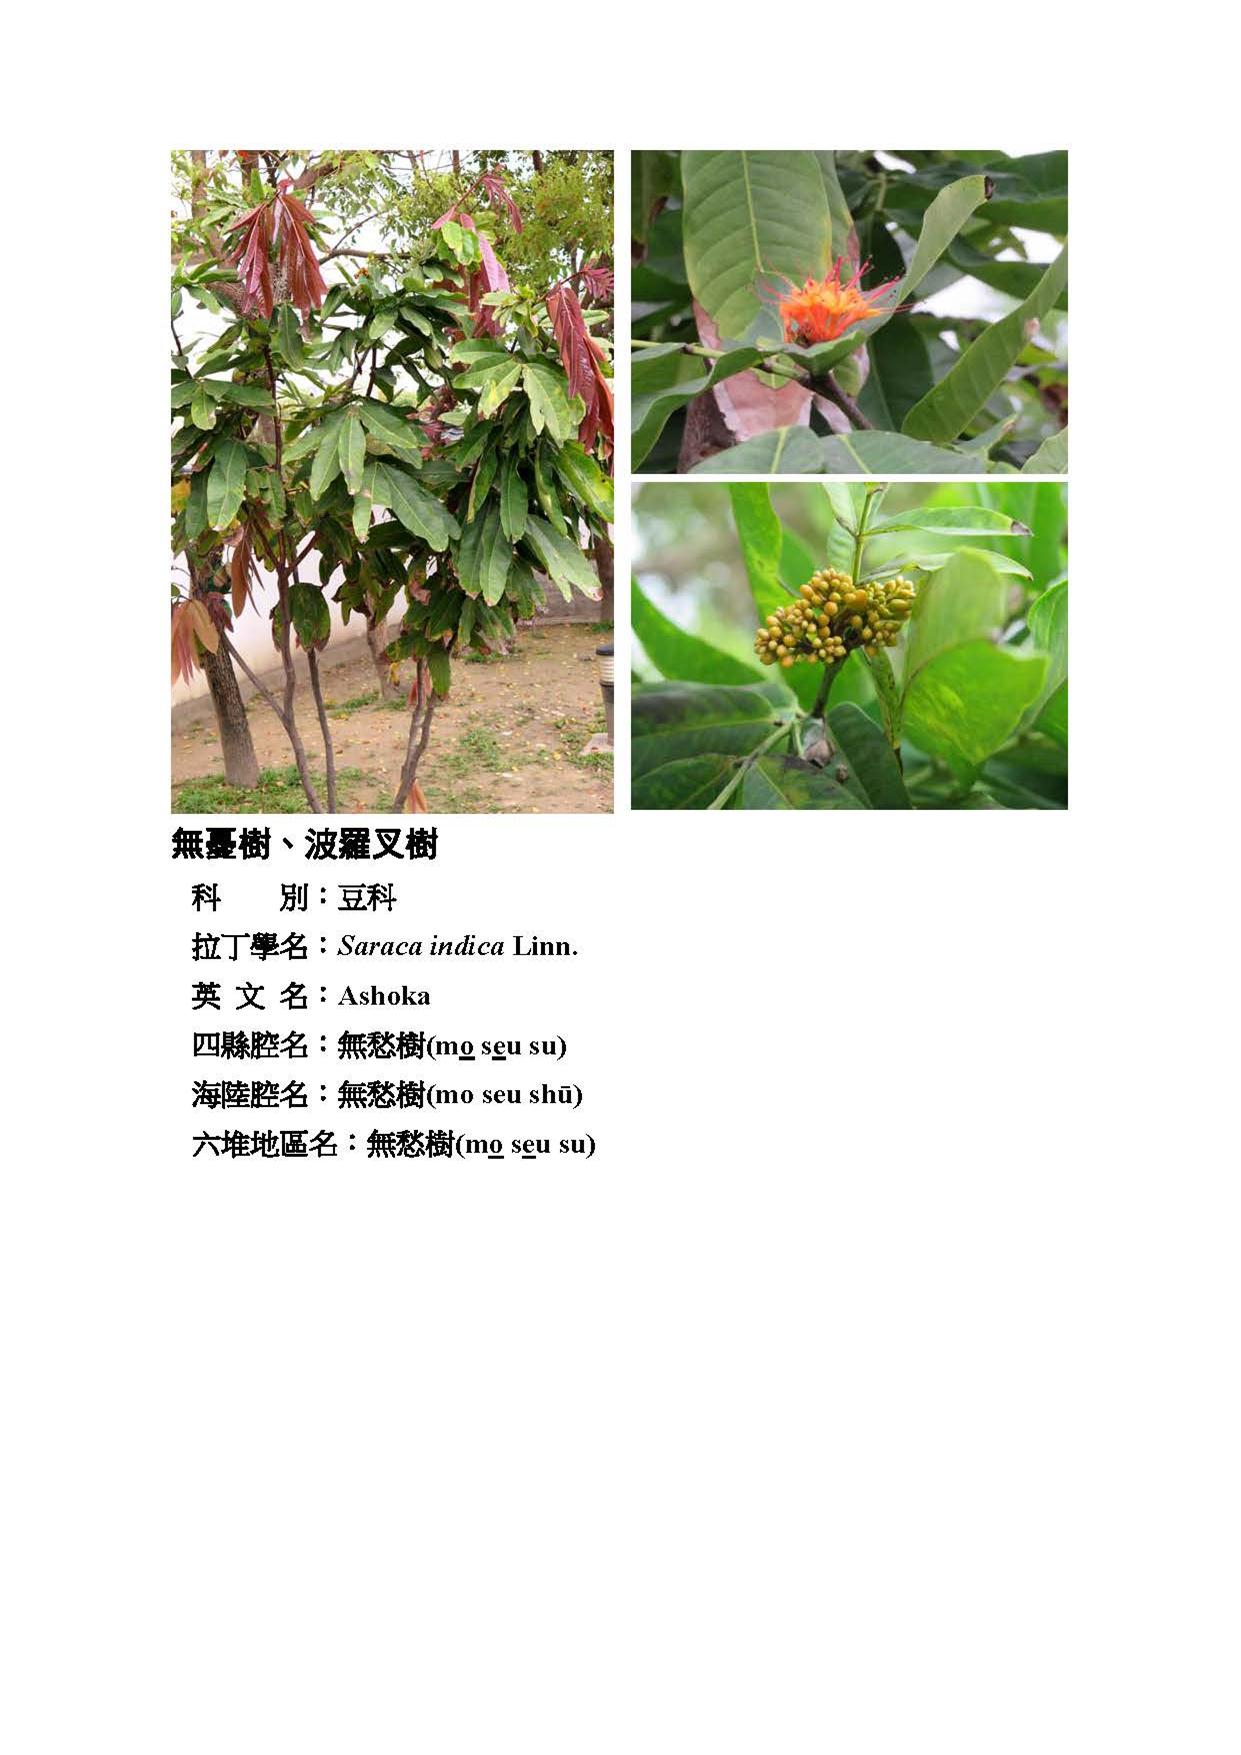 無憂樹、波羅叉樹
科　　別：豆科
拉丁學名：Saraca indica Linn.
英 文 名：Ashoka
四縣腔名：無愁樹(mo̲ se̲u su)
海陸腔名：無愁樹(mo seu shū)
六堆地區名：無愁樹(mo̲ se̲u su)